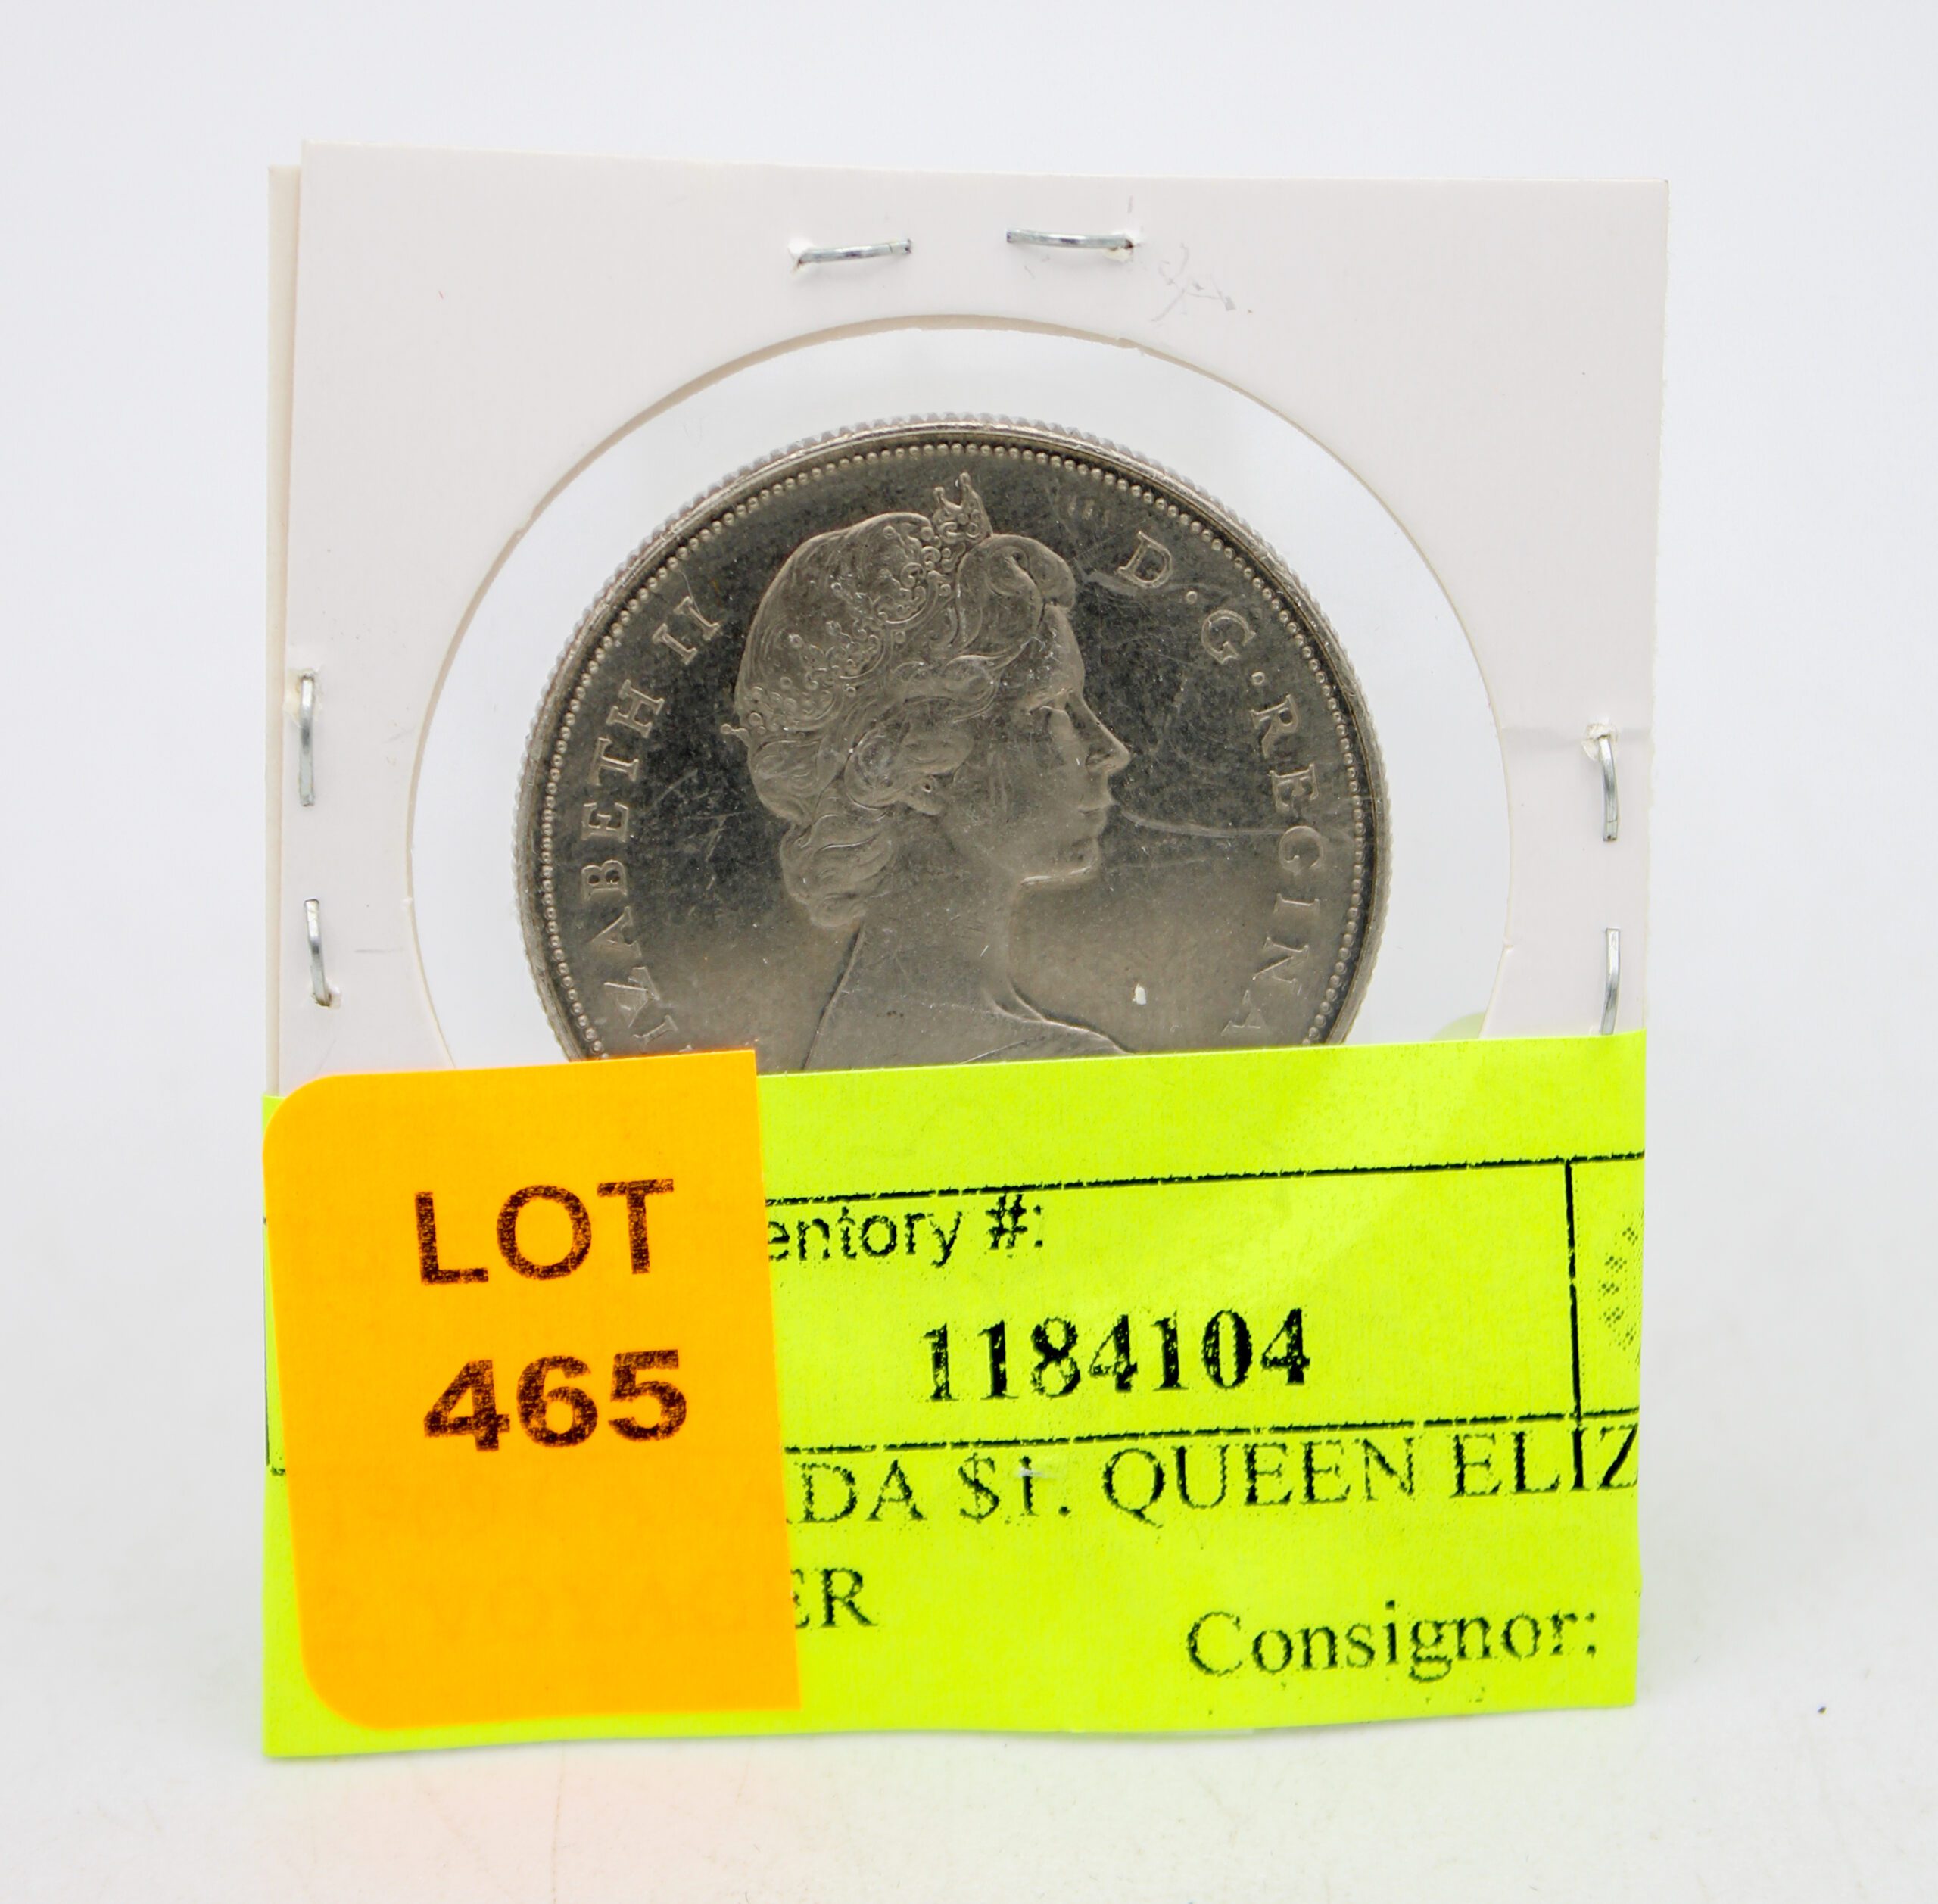 ELIZABETH II D·G·REGINA
LOT
465
entory #:
1184104
DA $1. QUEEN ELIZ
ER
Consignor: